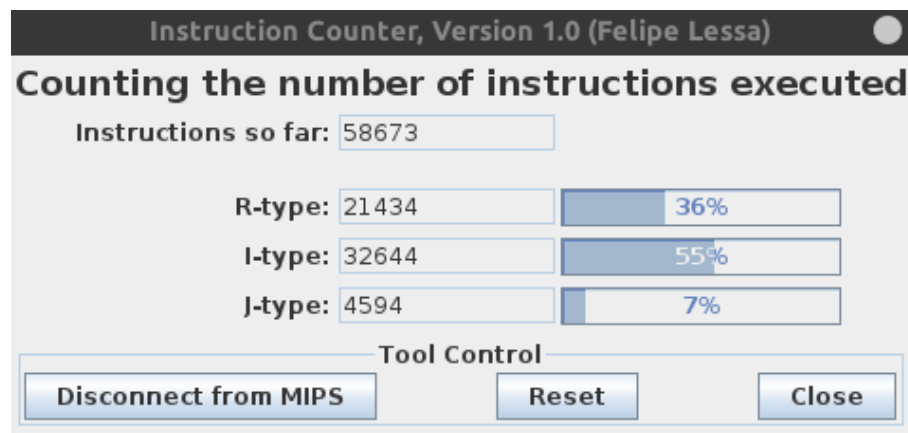 Instruction Counter, Version 1.0 (Felipe Lessa)
Counting the number of instructions executed
Instructions so far: 58673
R-type: 21434 36%
I-type: 32644 55%
J-type: 4594 7%
Tool Control
Disconnect from MIPS Reset Close